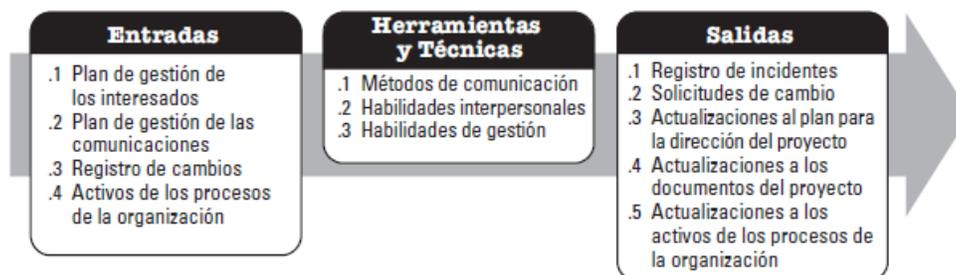 Entradas
.1 Plan de gestión de
los interesados
.2 Plan de gestión de las
comunicaciones
.3 Registro de cambios
.4 Activos de los procesos
de la organización
Herramientas
y Técnicas
.1 Métodos de comunicación
.2 Habilidades interpersonales
.3 Habilidades de gestión
Salidas
.1 Registro de incidentes
.2 Solicitudes de cambio
.3 Actualizaciones al plan para
la dirección del proyecto
.4 Actualizaciones a los
documentos del proyecto
.5 Actualizaciones a los
activos de los procesos de
la organización